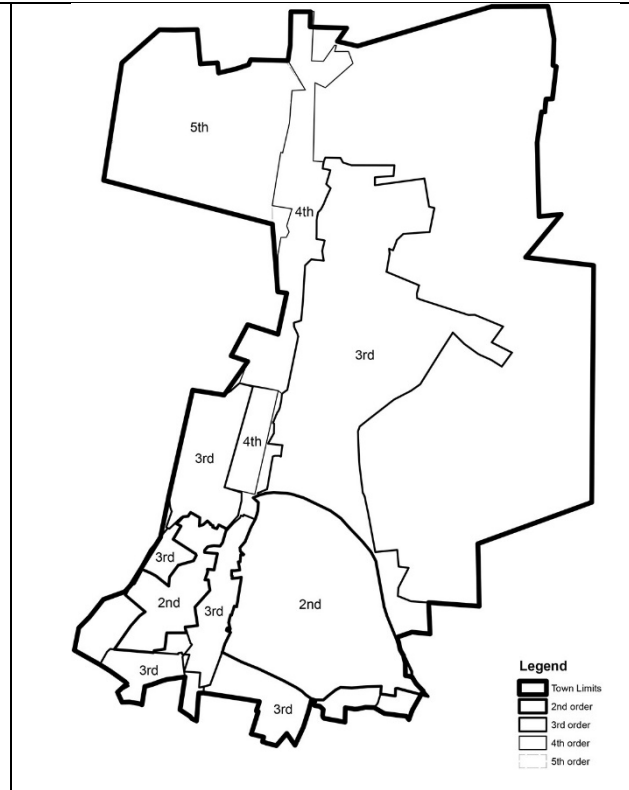 5th
4th
3rd
4th
3rd
3rd
2nd
3rd
2nd
3rd
3rd
Legend
Town Limits
2nd order
3rd order
4th order
5th order